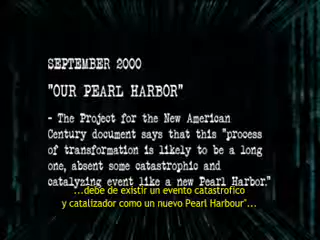 SEPTEMBER 2000
"OUR PEARL HARBOR"
- The Project for the New American
Century document says that this "process
of transformation is likely to be a long
one, absent some catastrophic and
catalyzing event like a new Pearl Harbor."
...debe de existir un evento catastrófico
y catalizador como un nuevo Pearl Harbour"...